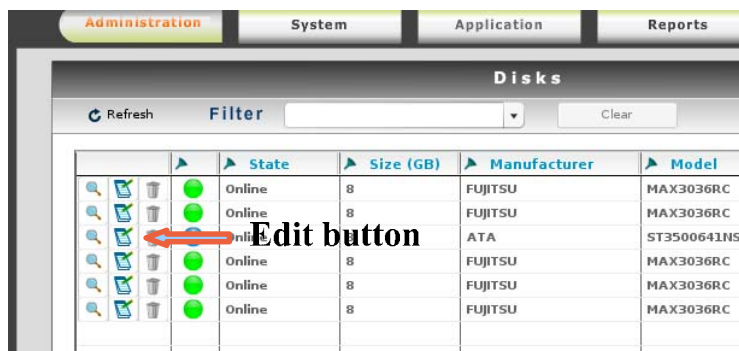 Administration System Application Reports
Disks
Refresh Filter Clear
State Size (GB) Manufacturer Model
Online 8 FUJITSU MAX3036RC
Online 8 FUJITSU MAX3036RC
Online 8 ATA ST3500641NS
Edit button
Online 8 FUJITSU MAX3036RC
Online 8 FUJITSU MAX3036RC
Online 8 FUJITSU MAX3036RC